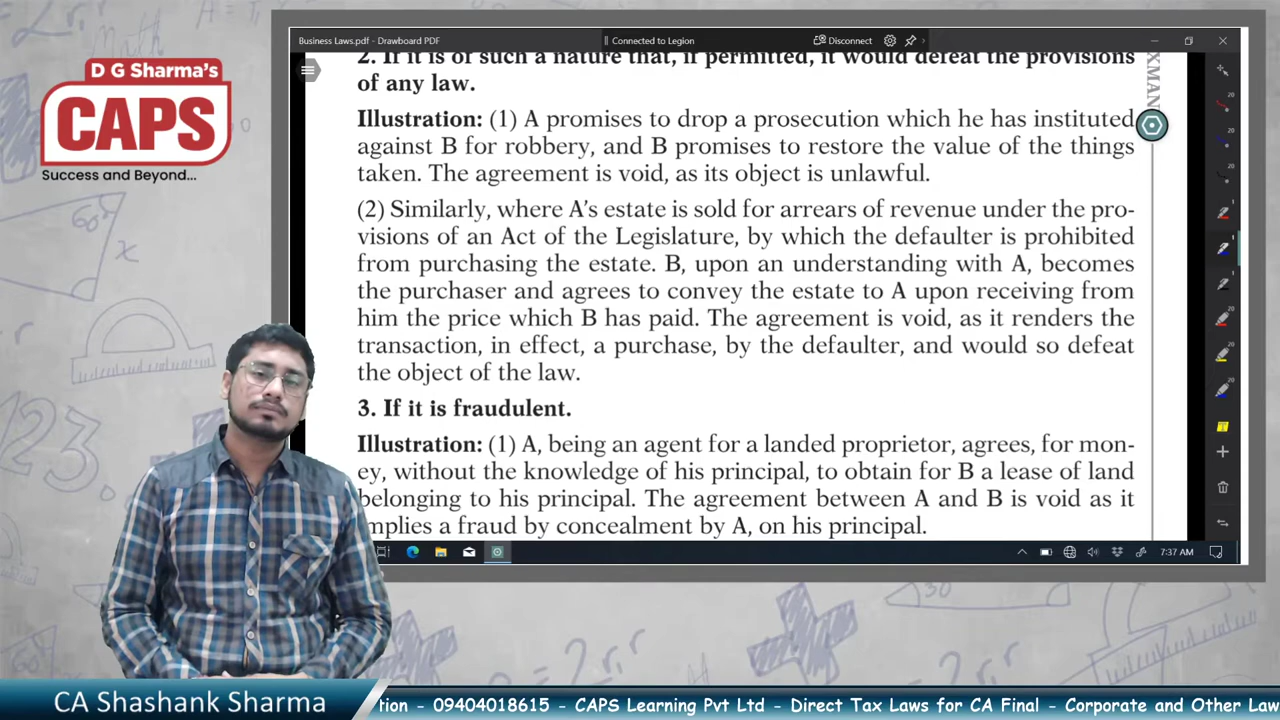 D G Sharma's
CAPS
Success and Beyond...
Business Laws.pdf - Drawboard PDF
Connected to Legion
Disconnect
XMAN
2. If it is of such a nature that, if permitted, it would defeat the provisions
of any law.
Illustration: (1) A promises to drop a prosecution which he has instituted
against B for robbery, and B promises to restore the value of the things
taken. The agreement is void, as its object is unlawful.
(2) Similarly, where A's estate is sold for arrears of revenue under the pro-
visions of an Act of the Legislature, by which the defaulter is prohibited
from purchasing the estate. B, upon an understanding with A, becomes
the purchaser and agrees to convey the estate to A upon receiving from
him the price which B has paid. The agreement is void, as it renders the
transaction, in effect, a purchase, by the defaulter, and would so defeat
the object of the law.
3. If it is fraudulent.
Illustration: (1) A, being an agent for a landed proprietor, agrees, for mon-
ey, without the knowledge of his principal, to obtain for B a lease of land
belonging to his principal. The agreement between A and B is void as it
mplies a fraud by concealment by A, on his principal.
7:37 AM
CA Shashank Sharma
tion - 09404018615 - CAPS Learning Pvt Ltd - Direct Tax Laws for CA Final - Corporate and Other Law